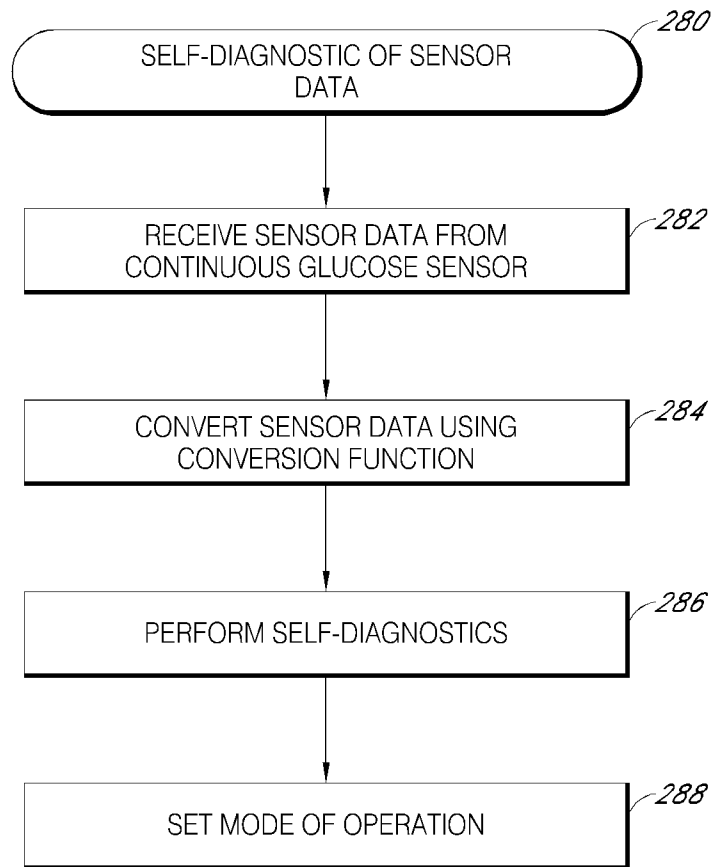 280
SELF-DIAGNOSTIC OF SENSOR
DATA
282
RECEIVE SENSOR DATA FROM
CONTINUOUS GLUCOSE SENSOR
284
CONVERT SENSOR DATA USING
CONVERSION FUNCTION
286
PERFORM SELF-DIAGNOSTICS
288
SET MODE OF OPERATION